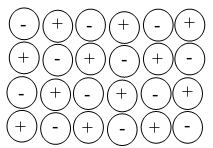 - + - + - +
+ - + - + -
- + - + - +
+ - + - + -